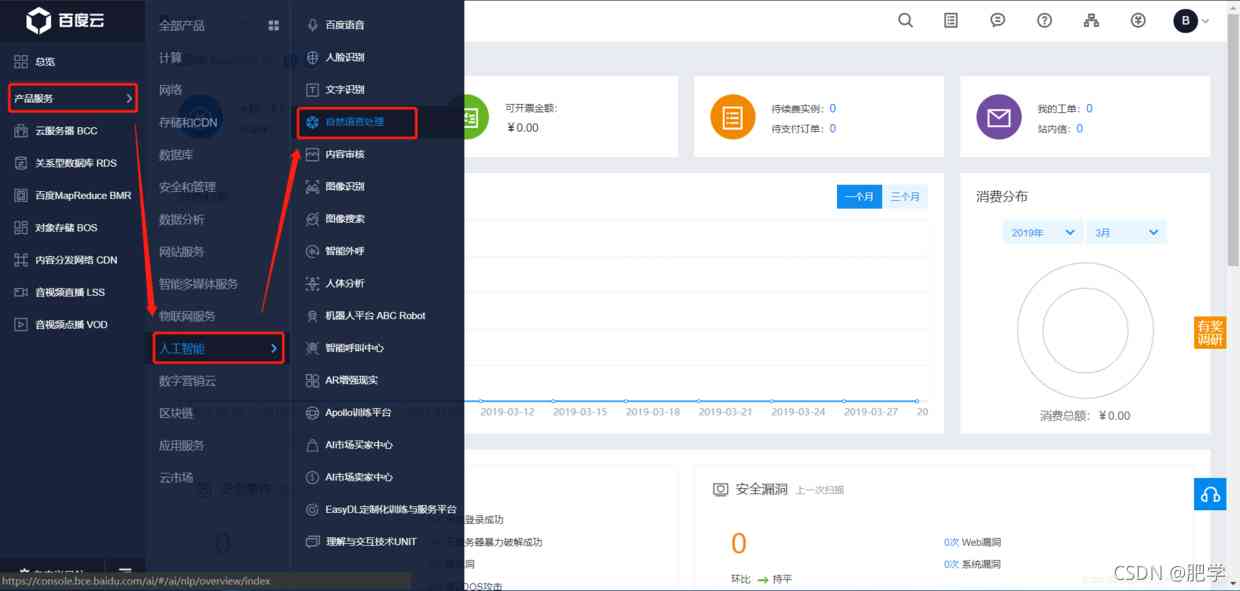 百度云
总览
产品服务
云服务器 BCC
关系型数据库 RDS
百度MapReduce BMR
对象存储 BOS
内容分发网络 CDN
音视频直播 LSS
音视频点播 VOD
全部产品
计算
网络
存储和CDN
数据库
安全和管理
数据分析
网站服务
智能多媒体服务
物联网服务
人工智能
数字营销云
区块链
应用服务
云市场
百度语音
人脸识别
文字识别
自然语言处理
内容审核
图像识别
图像搜索
智能外呼
人体分析
机器人平台 ABC Robot
智能呼叫中心
AR增强现实
Apollo训练平台
AI市场买家中心
AI市场卖家中心
EasyDL定制化训练与服务平台
理解与交互技术UNIT
B
可开票金额:
¥0.00
待续费实例: 0
待支付订单: 0
我的工单: 0
站内信: 0
一个月 三个月
2019-03-12 2019-03-15 2019-03-18 2019-03-21 2019-03-24 2019-03-27 20
消费分布
2019年 3月
消费总额: ¥0.00
有奖
调研
登录成功
务器暴力破解成功
安全漏洞 上一次扫描
0
环比 持平
0次 Web漏洞
0次 系统漏洞
https://console.bce.baidu.com/ai/#/ai/nlp/overview/index
CSDN @肥学